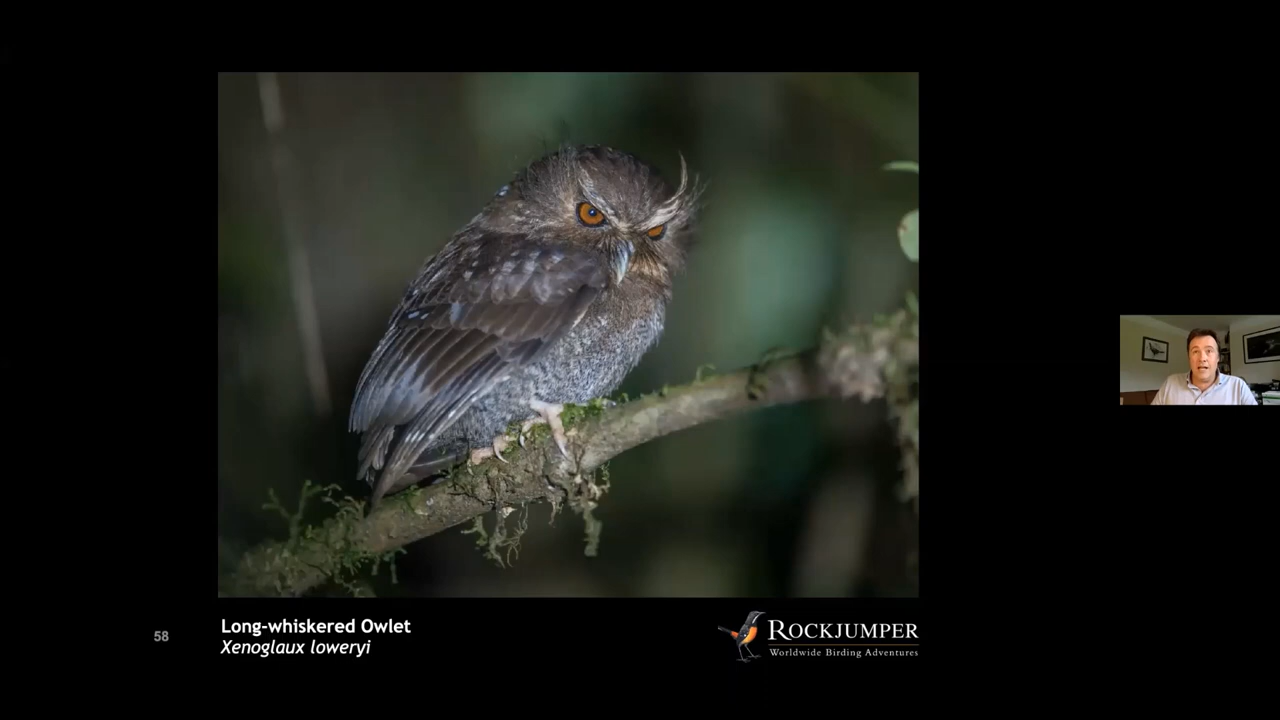 58
Long-whiskered Owlet
Xenoglaux loweryi
ROCKJUMPER
Worldwide Birding Adventures